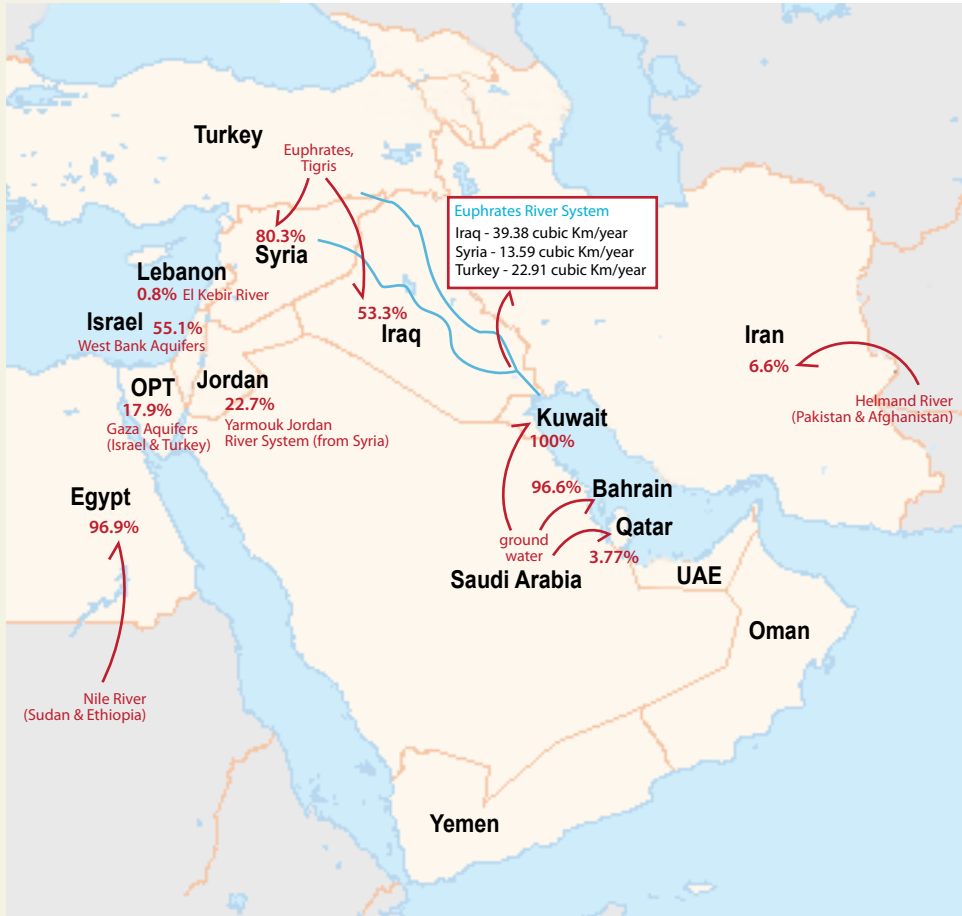 Turkey
Euphrates,
Tigris
Euphrates River System
Iraq - 39.38 cubic Km/year
Syria - 13.59 cubic Km/year
Turkey - 22.91 cubic Km/year
80.3%
Syria
Lebanon
0.8% El Kebir River
Israel 55.1%
West Bank Aquifers
53.3%
Iraq
Iran
6.6%
Helmand River
(Pakistan & Afghanistan)
OPT
17.9%
Gaza Aquifers
(Israel & Turkey)
Jordan
22.7%
Yarmouk Jordan
River System (from Syria)
Kuwait
100%
Egypt
96.9%
96.6% Bahrain
Qatar
3.77%
ground
water
Saudi Arabia
UAE
Oman
Nile River
(Sudan & Ethiopia)
Yemen